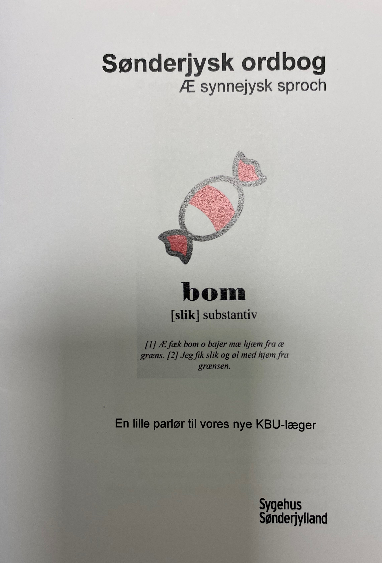 Sønderjysk ordbog
Æ synnejysk sproch
bom
[slik] substantiv
[1] Æ fæk bom o bajer mæ hjæm fra æ
græns. [2] Jeg fik slik og øl med hjem fra
grænsen.
En lille parlør til vores nye KBU-læger
Sygehus
Sønderjylland